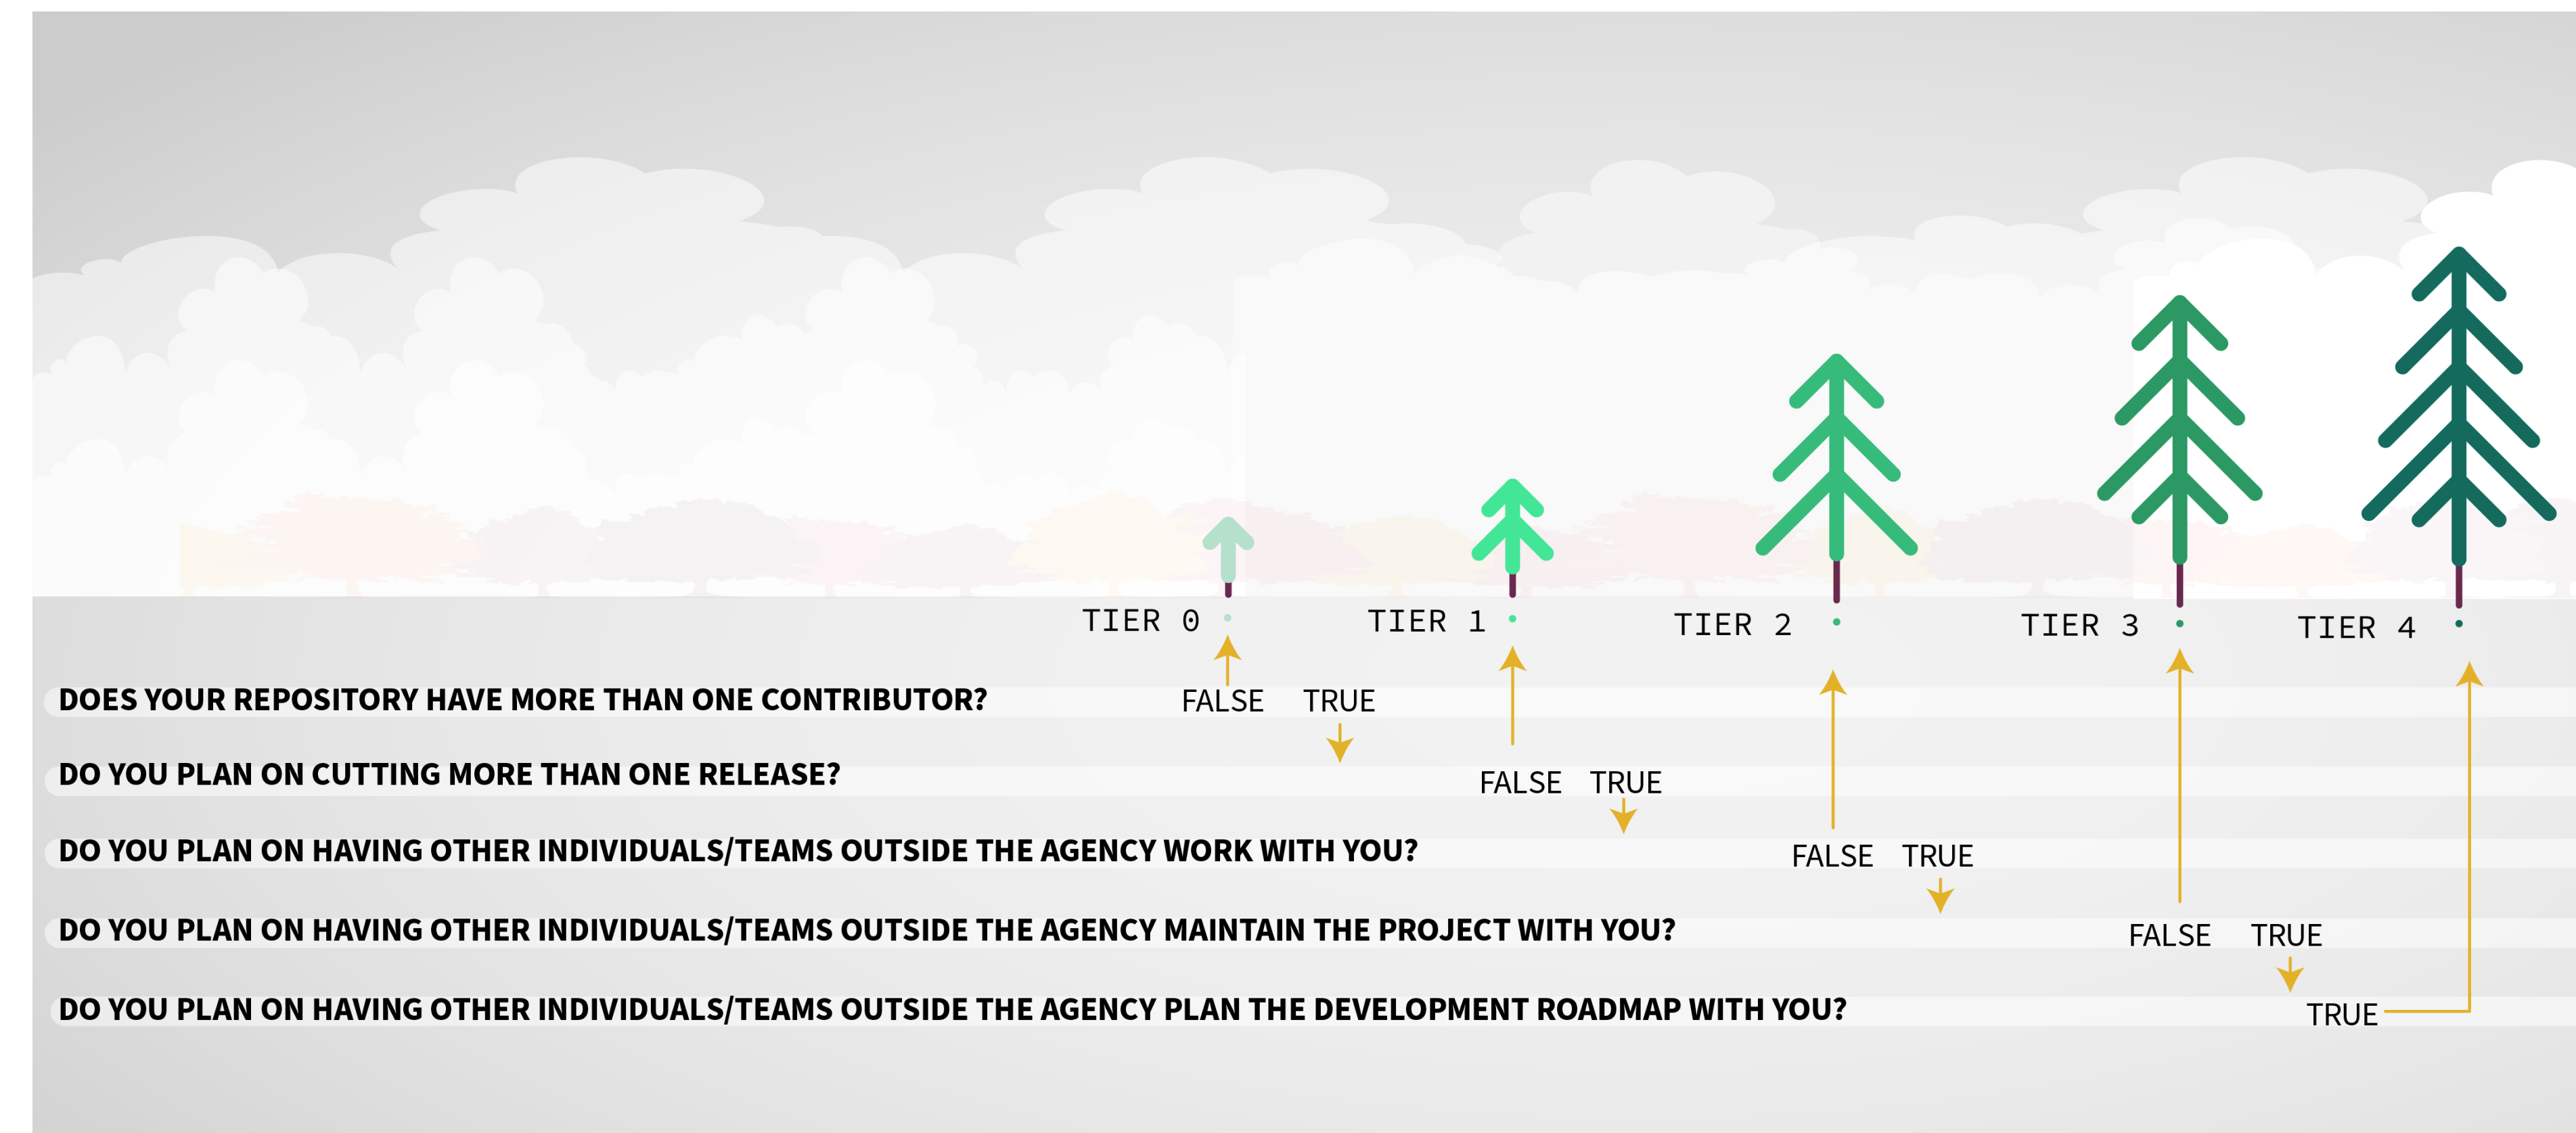 TIER 0 TIER 1 TIER 2 TIER 3 TIER 4
DOES YOUR REPOSITORY HAVE MORE THAN ONE CONTRIBUTOR? FALSE TRUE
DO YOU PLAN ON CUTTING MORE THAN ONE RELEASE? FALSE TRUE
DO YOU PLAN ON HAVING OTHER INDIVIDUALS/TEAMS OUTSIDE THE AGENCY WORK WITH YOU? FALSE TRUE
DO YOU PLAN ON HAVING OTHER INDIVIDUALS/TEAMS OUTSIDE THE AGENCY MAINTAIN THE PROJECT WITH YOU? FALSE TRUE
DO YOU PLAN ON HAVING OTHER INDIVIDUALS/TEAMS OUTSIDE THE AGENCY PLAN THE DEVELOPMENT ROADMAP WITH YOU? TRUE